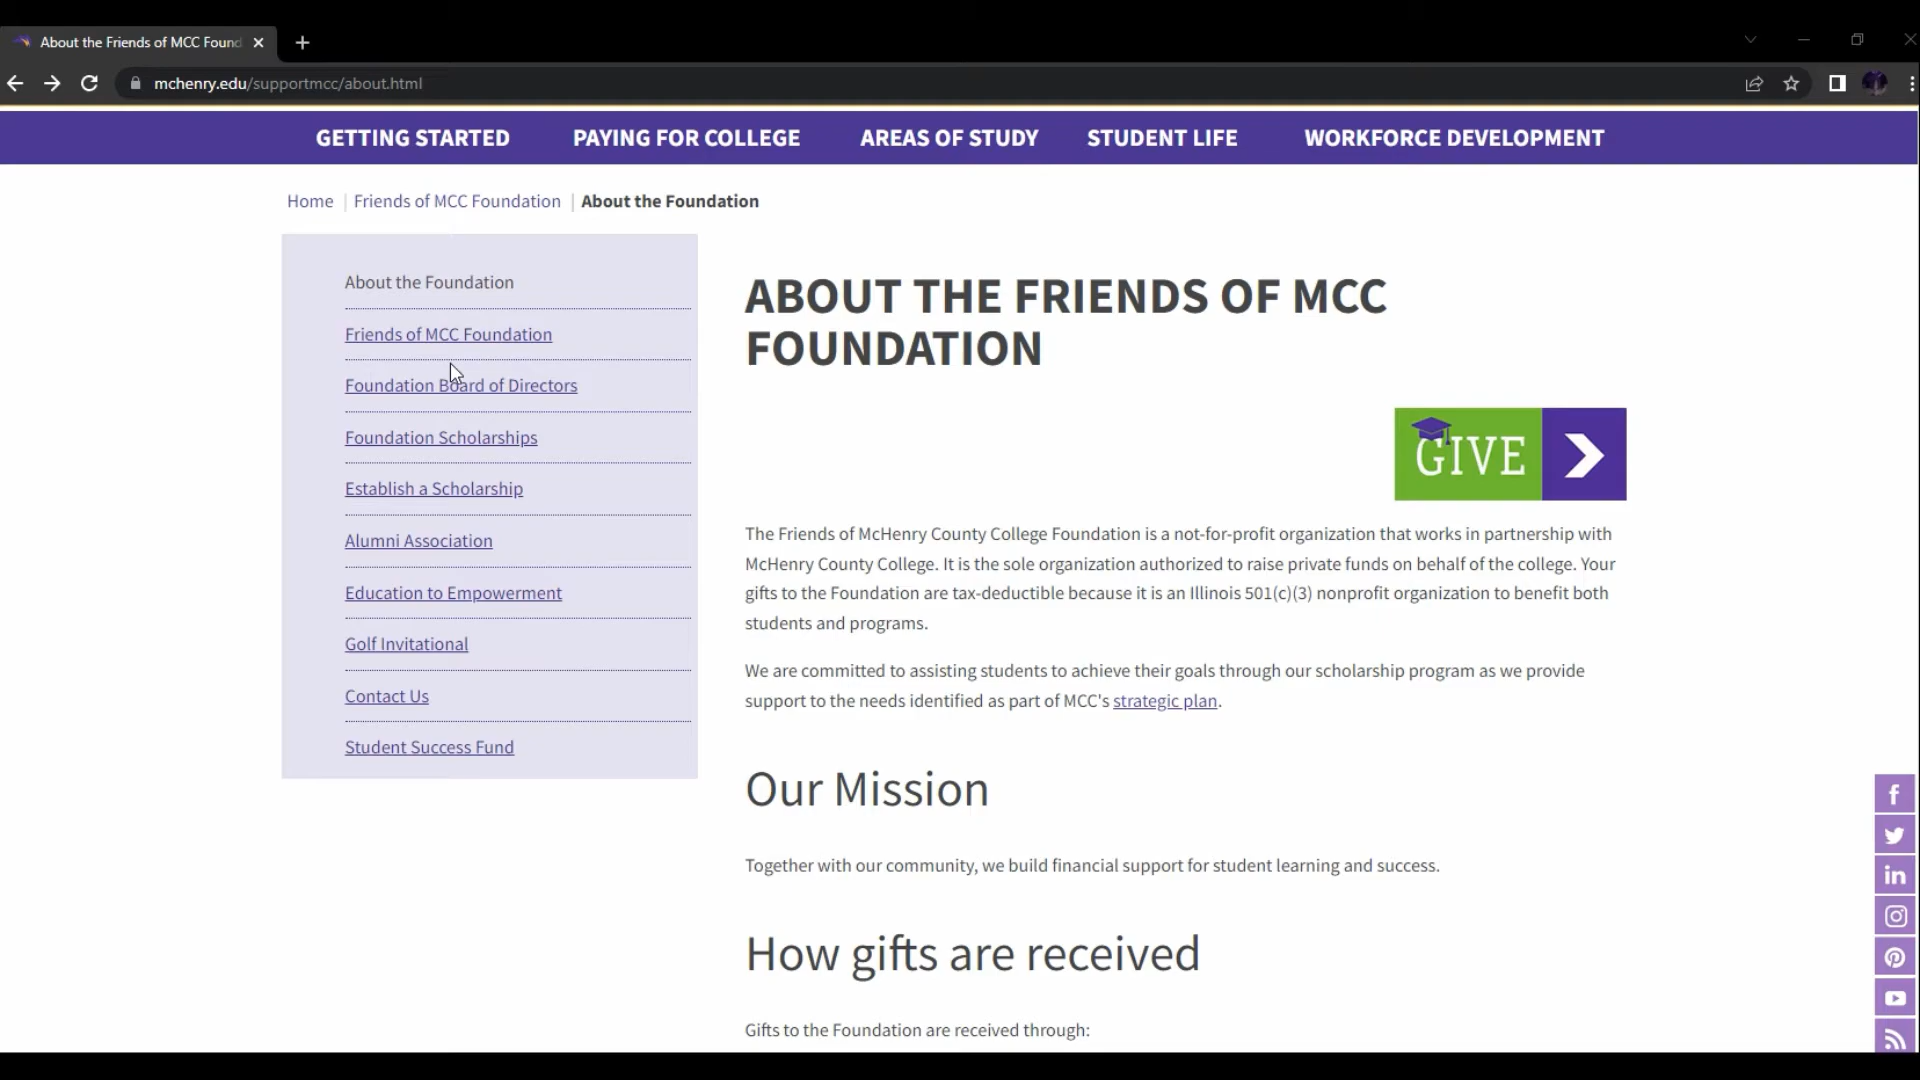 About the Friends of MCC Found
mchenry.edu/supportmcc/about.html
GETTING STARTED PAYING FOR COLLEGE AREAS OF STUDY STUDENT LIFE WORKFORCE DEVELOPMENT
Home | Friends of MCC Foundation | About the Foundation
About the Foundation
Friends of MCC Foundation
Foundation Board of Directors
Foundation Scholarships
Establish a Scholarship
Alumni Association
Education to Empowerment
Golf Invitational
Contact Us
Student Success Fund
ABOUT THE FRIENDS OF MCC
FOUNDATION
GIVE
The Friends of McHenry County College Foundation is a not-for-profit organization that works in partnership with
McHenry County College. It is the sole organization authorized to raise private funds on behalf of the college. Your
gifts to the Foundation are tax-deductible because it is an Illinois 501(c)(3) nonprofit organization to benefit both
students and programs.
We are committed to assisting students to achieve their goals through our scholarship program as we provide
support to the needs identified as part of MCC's strategic plan.
Our Mission
Together with our community, we build financial support for student learning and success.
How gifts are received
Gifts to the Foundation are received through: